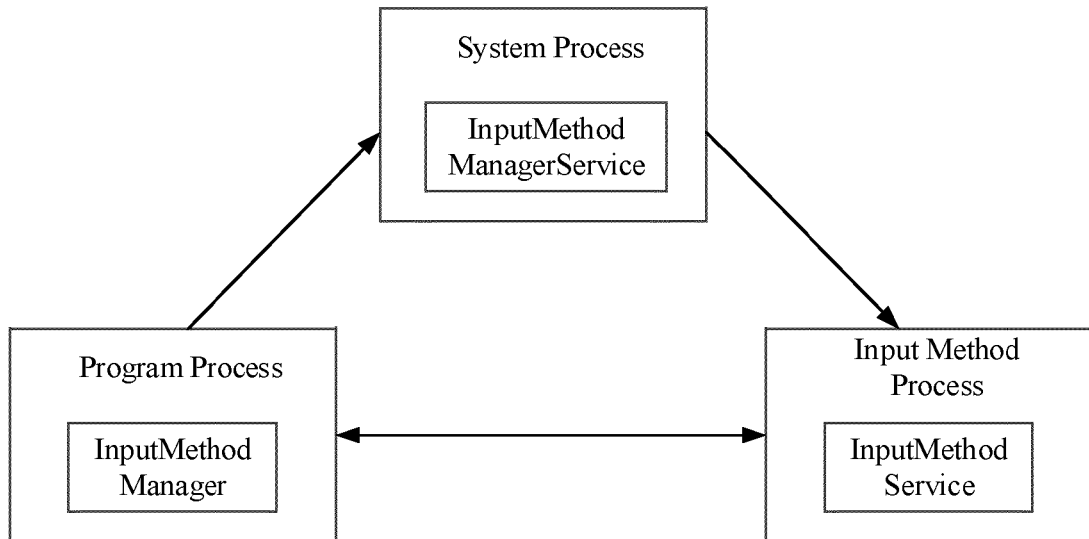 System Process
InputMethod
ManagerService
Program Process
InputMethod
Manager
Input Method
Process
InputMethod
Service